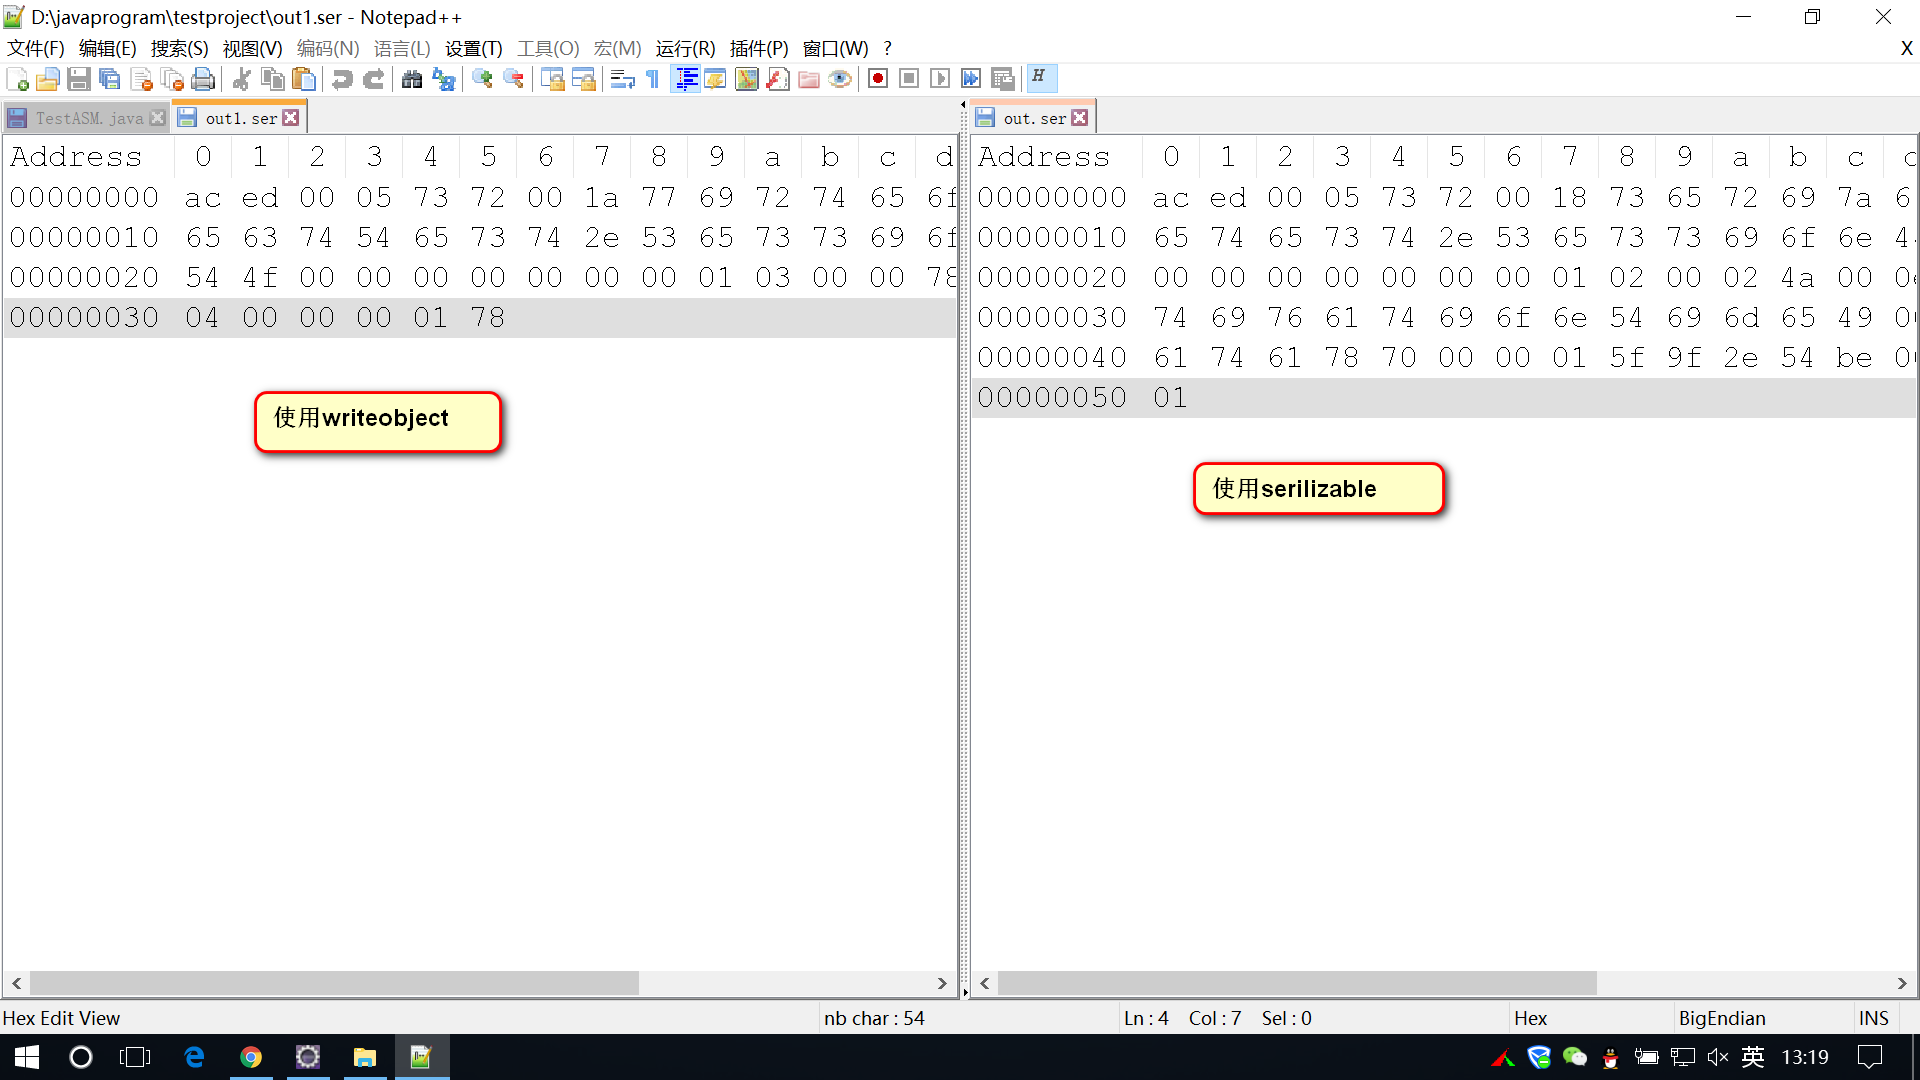 D:\javaprogram\testproject\out1.ser - Notepad++
文件(F) 编辑(E) 搜索(S) 视图(V) 编码(N) 语言(L) 设置(T) 工具(O) 宏(M) 运行(R) 插件(P) 窗口(W) ? X
TestASM.java out1.ser
Address 0 1 2 3 4 5 6 7 8 9 a b c d
00000000 ac ed 00 05 73 72 00 1a 77 69 72 74 65 6f
00000010 65 63 74 54 65 73 74 2e 53 65 73 73 69 6f
00000020 54 4f 00 00 00 00 00 00 00 01 03 00 00 78
00000030 04 00 00 00 01 78
使用writeobject
out.ser
Address 0 1 2 3 4 5 6 7 8 9 a b c
00000000 ac ed 00 05 73 72 00 18 73 65 72 69 7a
00000010 65 74 65 73 74 2e 53 65 73 73 69 6f 6e
00000020 00 00 00 00 00 00 00 01 02 00 02 4a 00
00000030 74 69 76 61 74 69 6f 6e 54 69 6d 65 49
00000040 61 74 61 78 70 00 00 01 5f 9f 2e 54 be
00000050 01
使用serilizable
Hex Edit View nb char : 54 Ln : 4 Col : 7 Sel : 0 Hex BigEndian INS
英 13:19